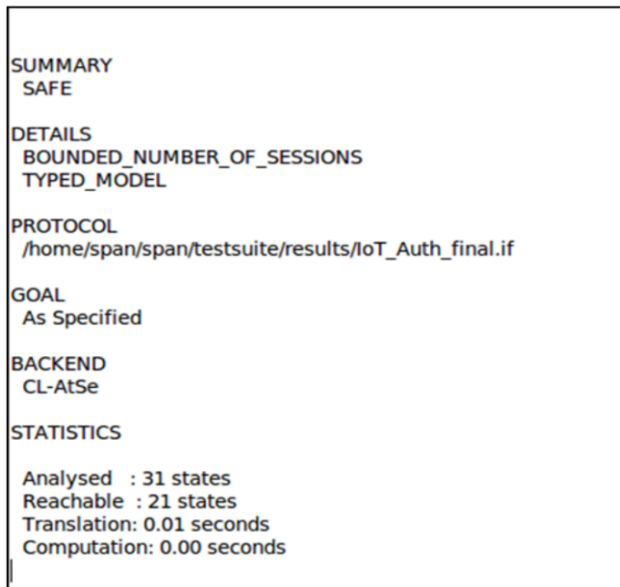 SUMMARY
SAFE
DETAILS
BOUNDED_NUMBER_OF_SESSIONS
TYPED_MODEL
PROTOCOL
/home/span/span/testsuite/results/IoT_Auth_final.if
GOAL
As Specified
BACKEND
CL-AtSe
STATISTICS
Analysed : 31 states
Reachable : 21 states
Translation: 0.01 seconds
Computation: 0.00 seconds